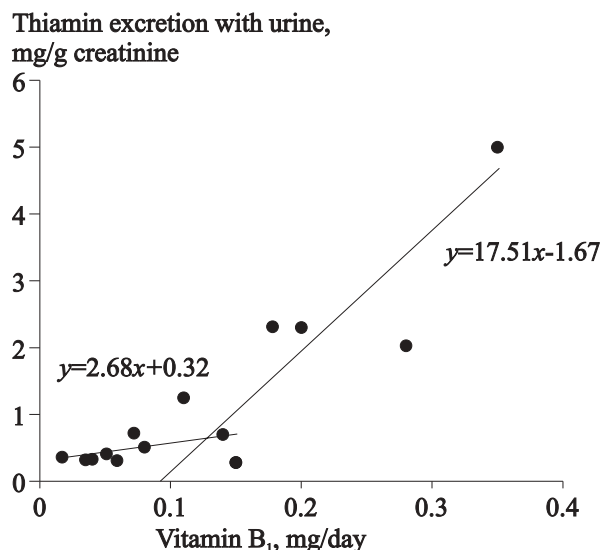 Thiamin excretion with urine,
mg/g creatinine
6
5
4
y=17.51x-1.67
3
2
y=2.68x+0.32
1
0
0 0.1 0.2 0.3 0.4
Vitamin B₁, mg/day